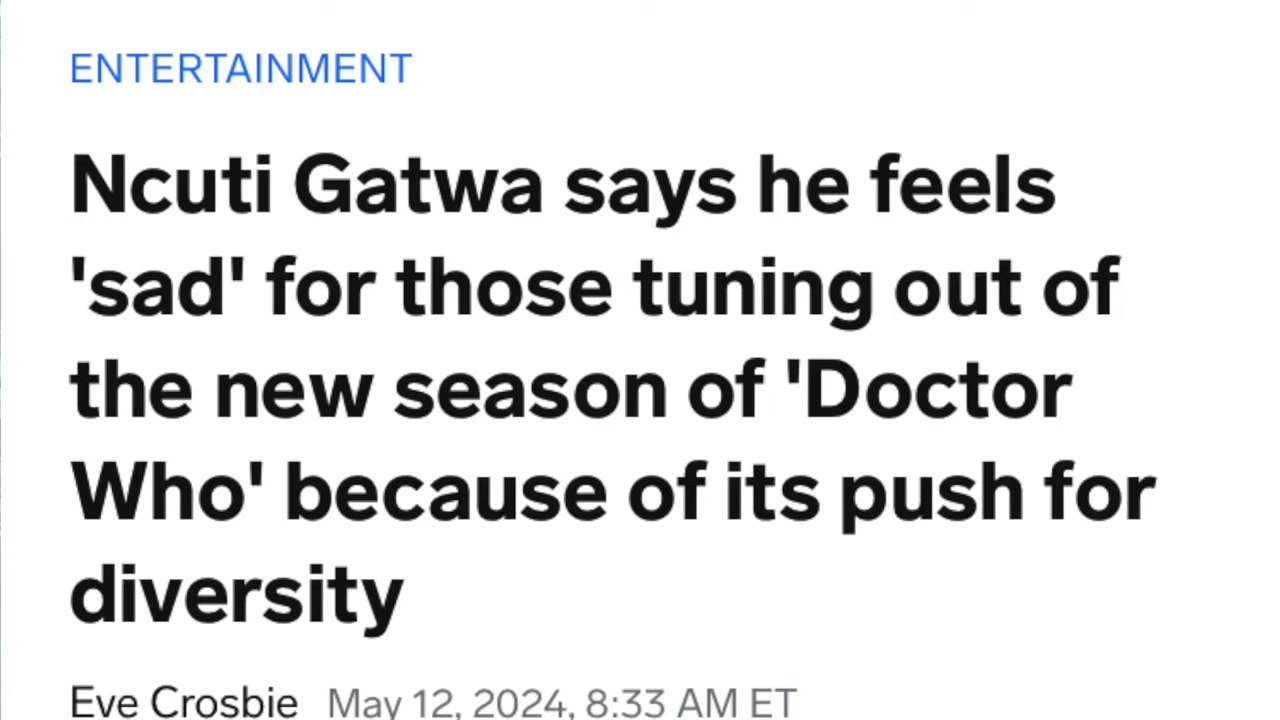 ENTERTAINMENT
Ncuti Gatwa says he feels
'sad' for those tuning out of
the new season of 'Doctor
Who' because of its push for
diversity
Eve Crosbie May 12, 2024, 8:33 AM ET